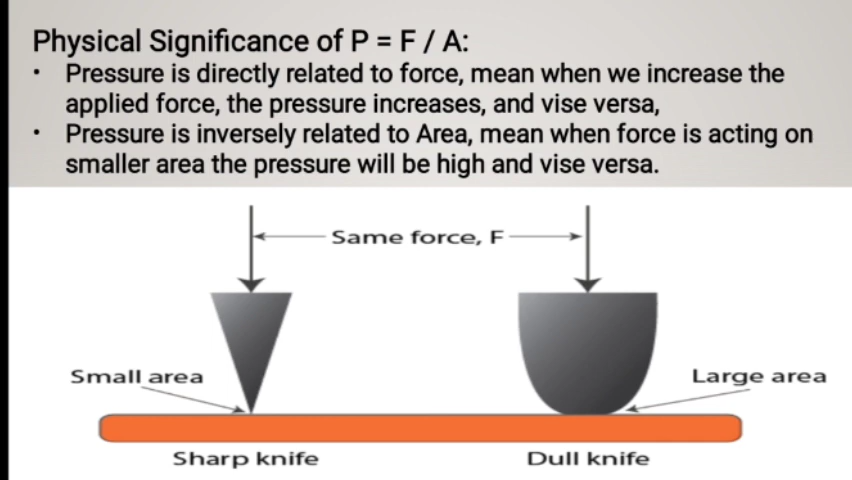 Physical Significance of P = F / A:
• Pressure is directly related to force, mean when we increase the
applied force, the pressure increases, and vise versa,
• Pressure is inversely related to Area, mean when force is acting on
smaller area the pressure will be high and vise versa.
Same force, F
Small area
Large area
Sharp knife
Dull knife